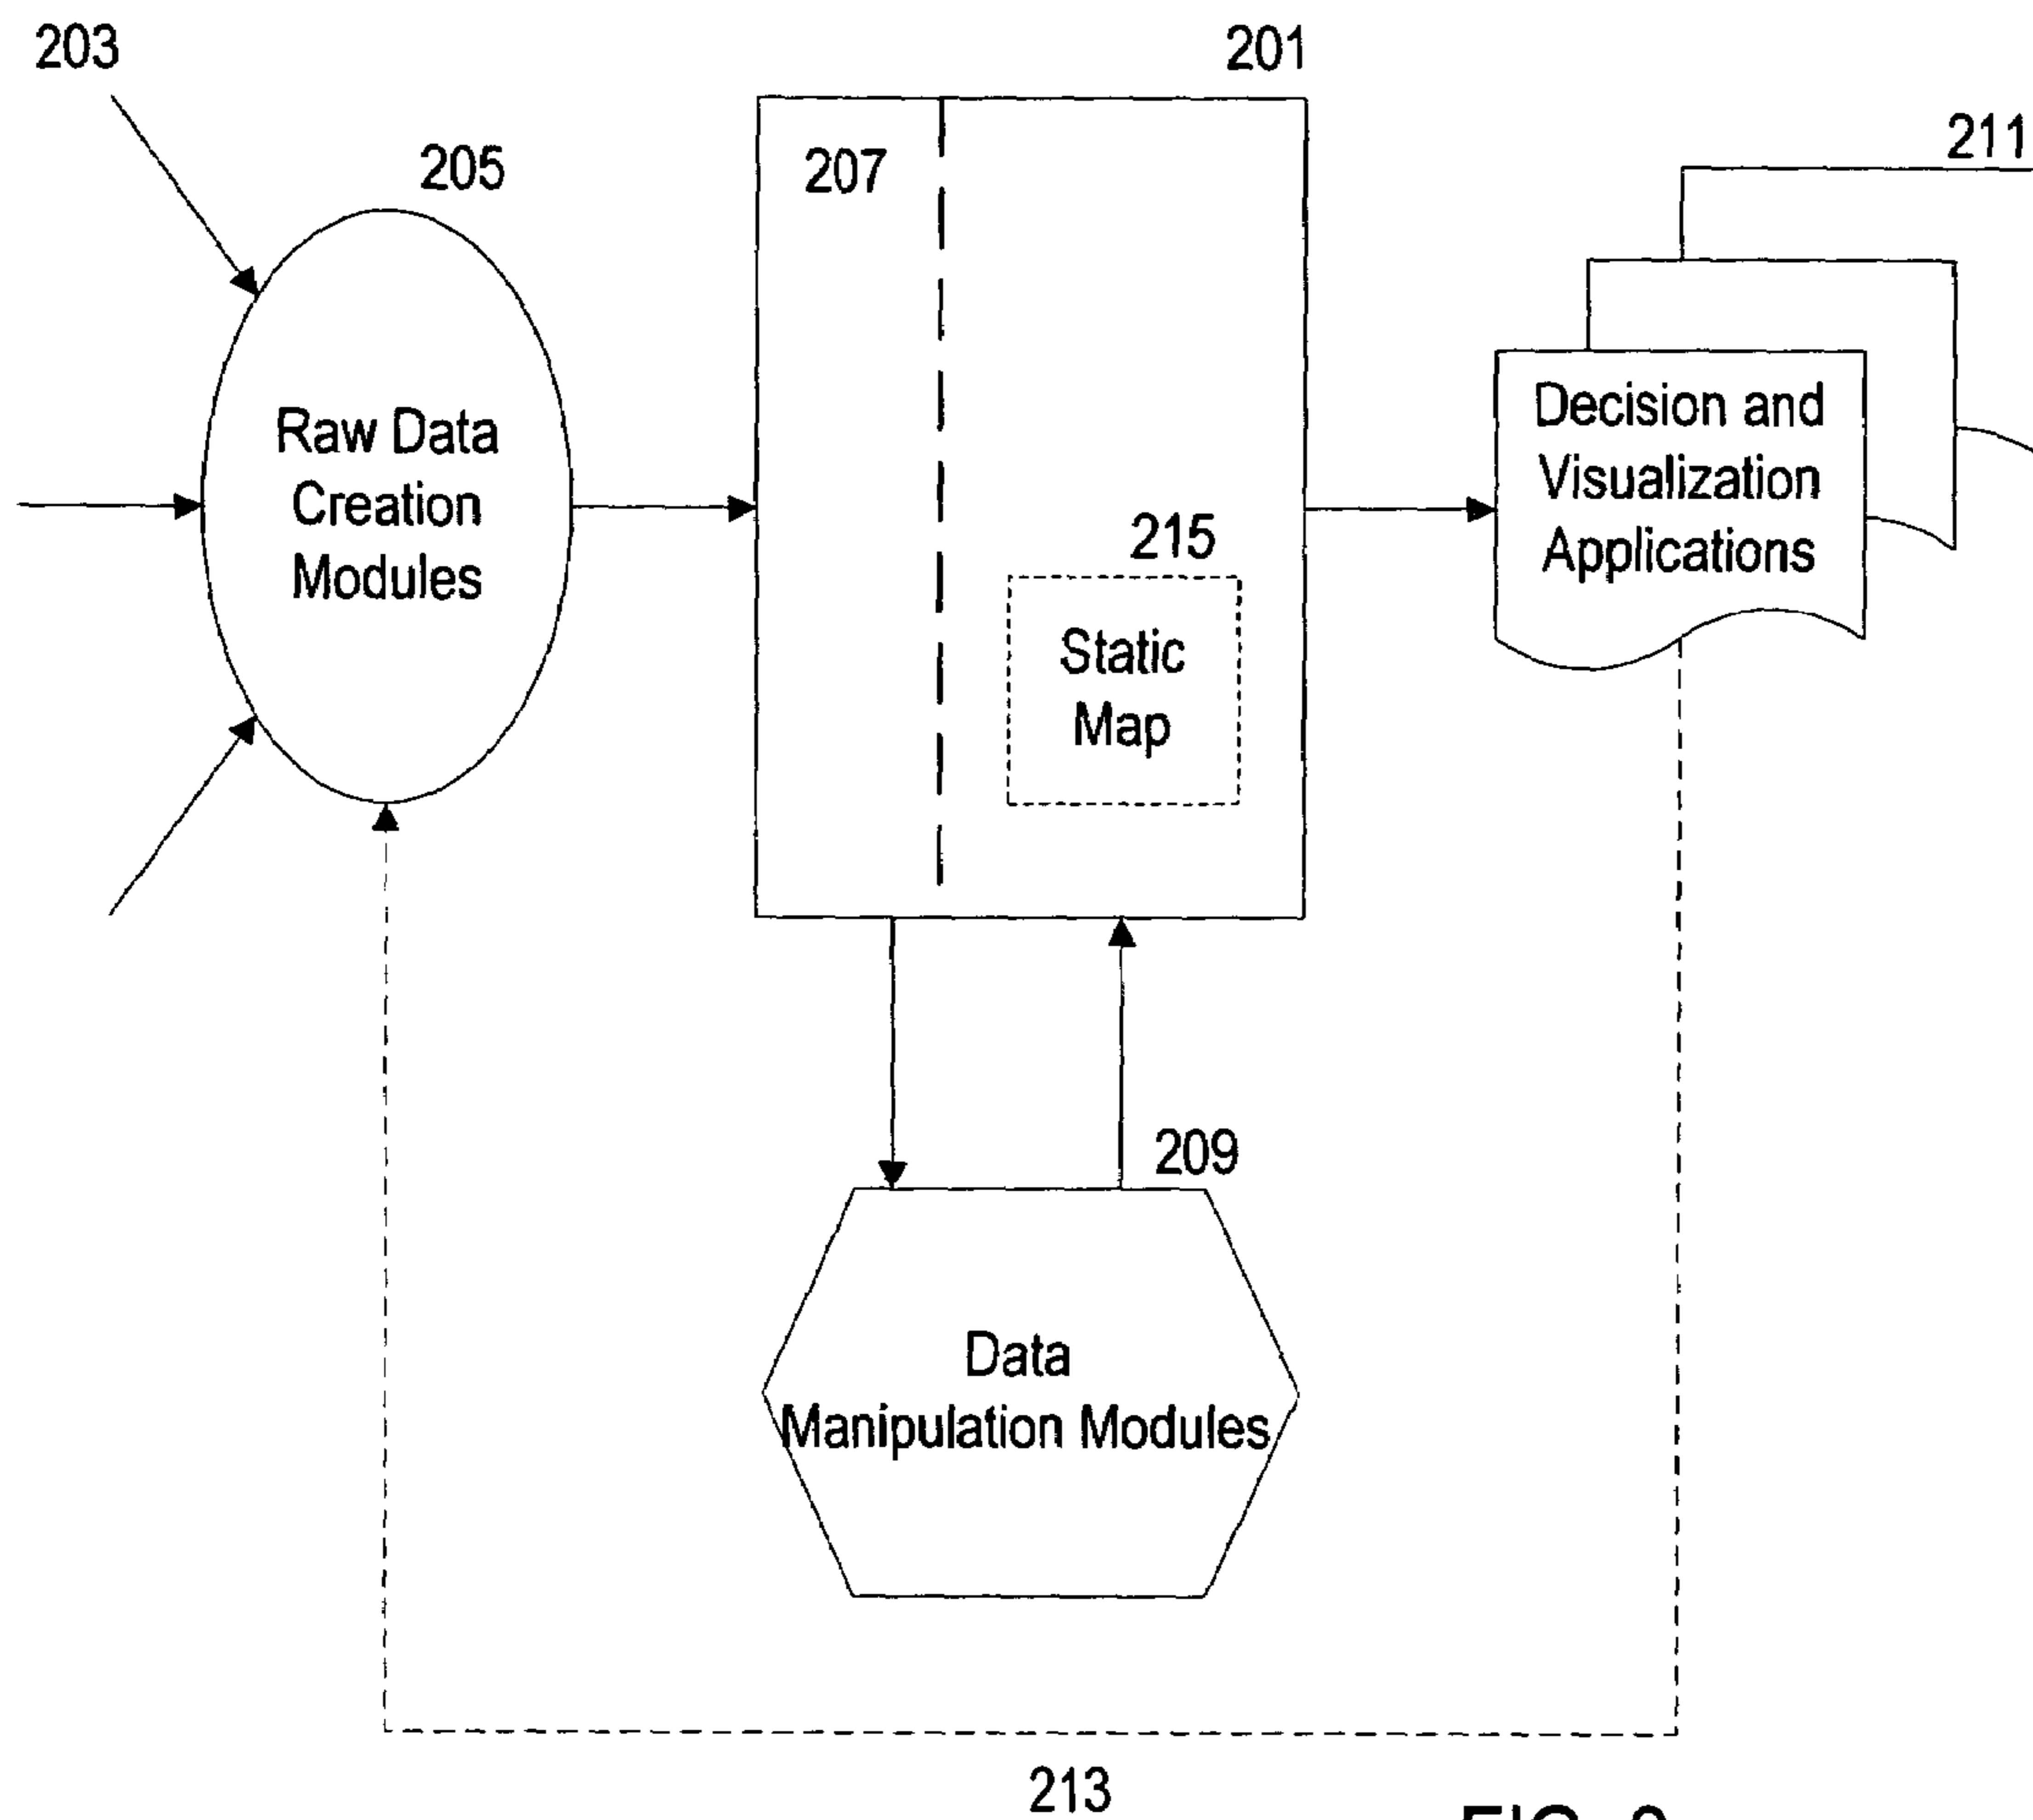 203
201
211
205
207
Raw Data
Creation
Modules
Decision and
Visualization
Applications
215
Static
Map
209
Data
Manipulation Modules
213